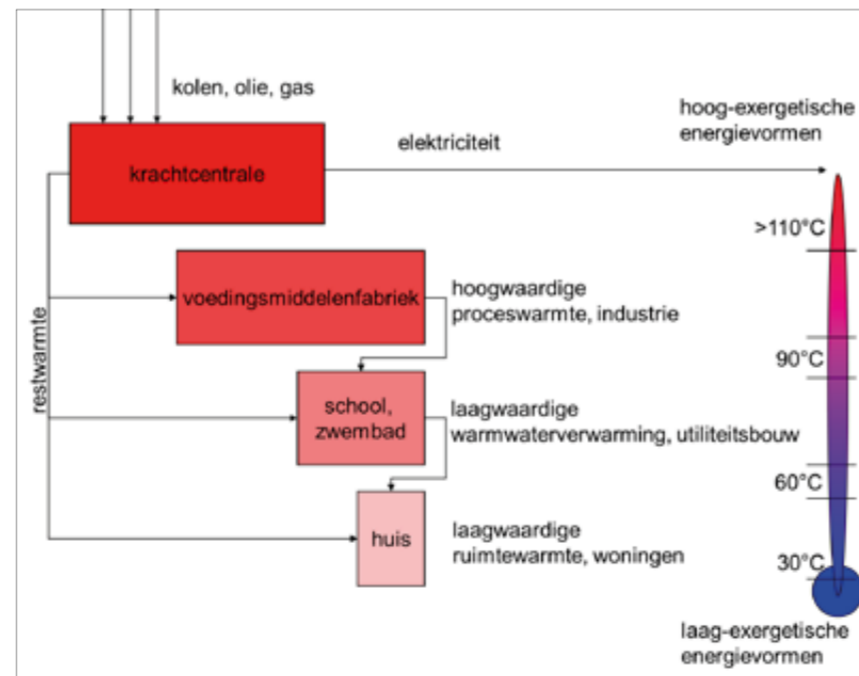 kolen, olie, gas
hoog-exergetische
energievormen
elektriciteit
krachtcentrale
>110°C
restwarmte
voedingsmiddelenfabriek
hoogwaardige
proceswarmte, industrie
90°C
school,
zwembad
laagwaardige
warmwaterverwarming, utiliteitsbouw
60°C
huis
laagwaardige
ruimtewarmte, woningen
30°C
laag-exergetische
energievormen